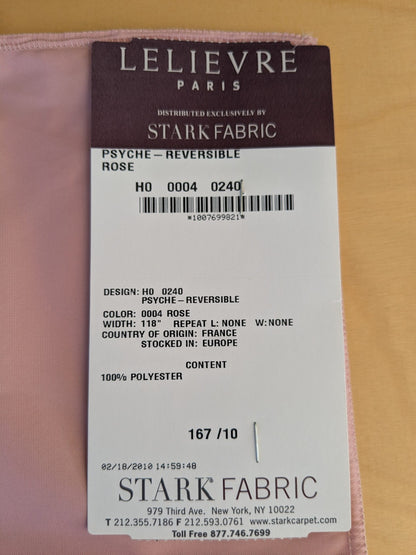 LELIEVRE
PARIS
DISTRIBUTED EXCLUSIVELY BY
STARK FABRIC
PSYCHE-REVERSIBLE
ROSE
H0 0004 0240
*1007699821*
DESIGN: H0 0240
PSYCHE-REVERSIBLE
COLOR: 0004 ROSE
WIDTH: 118" REPEAT L: NONE W:NONE
COUNTRY OF ORIGIN: FRANCE
STOCKED IN: EUROPE
CONTENT
100% POLYESTER
167 /10
02/18/2010 14:59:48
STARK FABRIC
979 Third Ave. New York, NY 10022
T 212.355.7186 F 212.593.0761 www.starkcarpet.com
Toll Free 877.746.7699